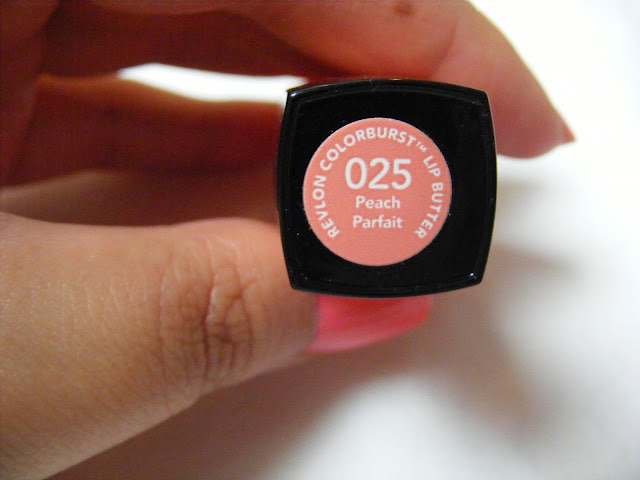 REVLON COLORBURST™ LIP BUTTER
025
Peach
Parfait